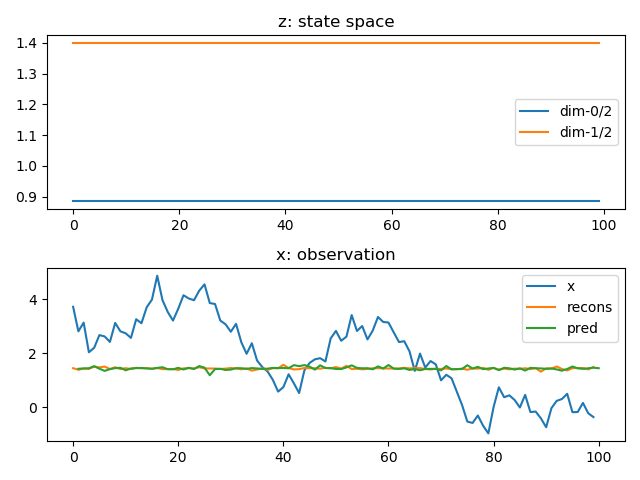 z: state space
1.4
1.3
1.2
1.1
1.0
0.9
dim-0/2
dim-1/2
0 20 40 60 80 100
x: observation
4
2
0
x
recons
pred
0 20 40 60 80 100